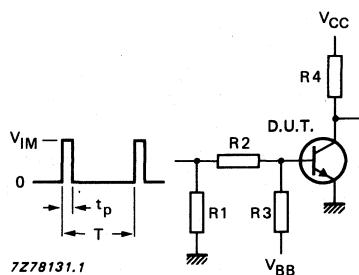 V_CC
R4
D.U.T.
V_IM
R2
0
t_p
R1
R3
T
V_BB
7Z78131.1